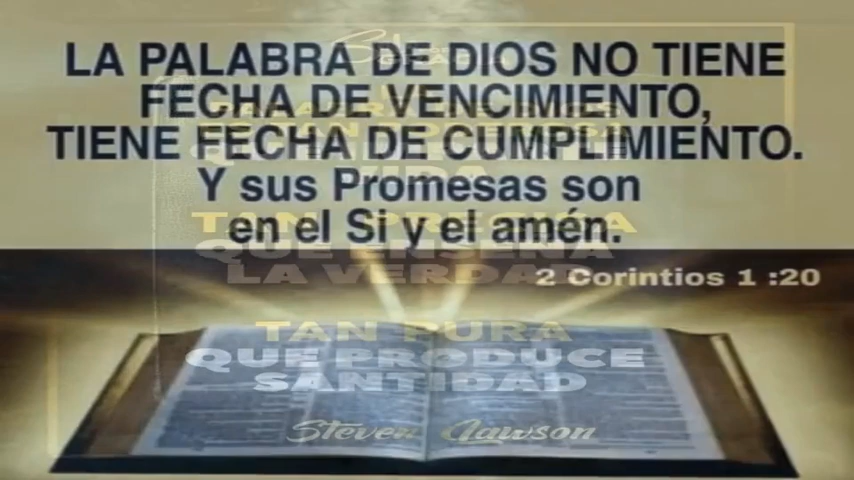 LA PALABRA DE DIOS NO TIENE
FECHA DE VENCIMIENTO,
TIENE FECHA DE CUMPLIMIENTO.
Y sus Promesas son
en el Si y el amén.
2 Corintios 1 :20
TAN PRECISA
QUE ENSEÑA
LA VERDAD
TAN PURA
QUE PRODUCE
SANTIDAD
Steven Lawson